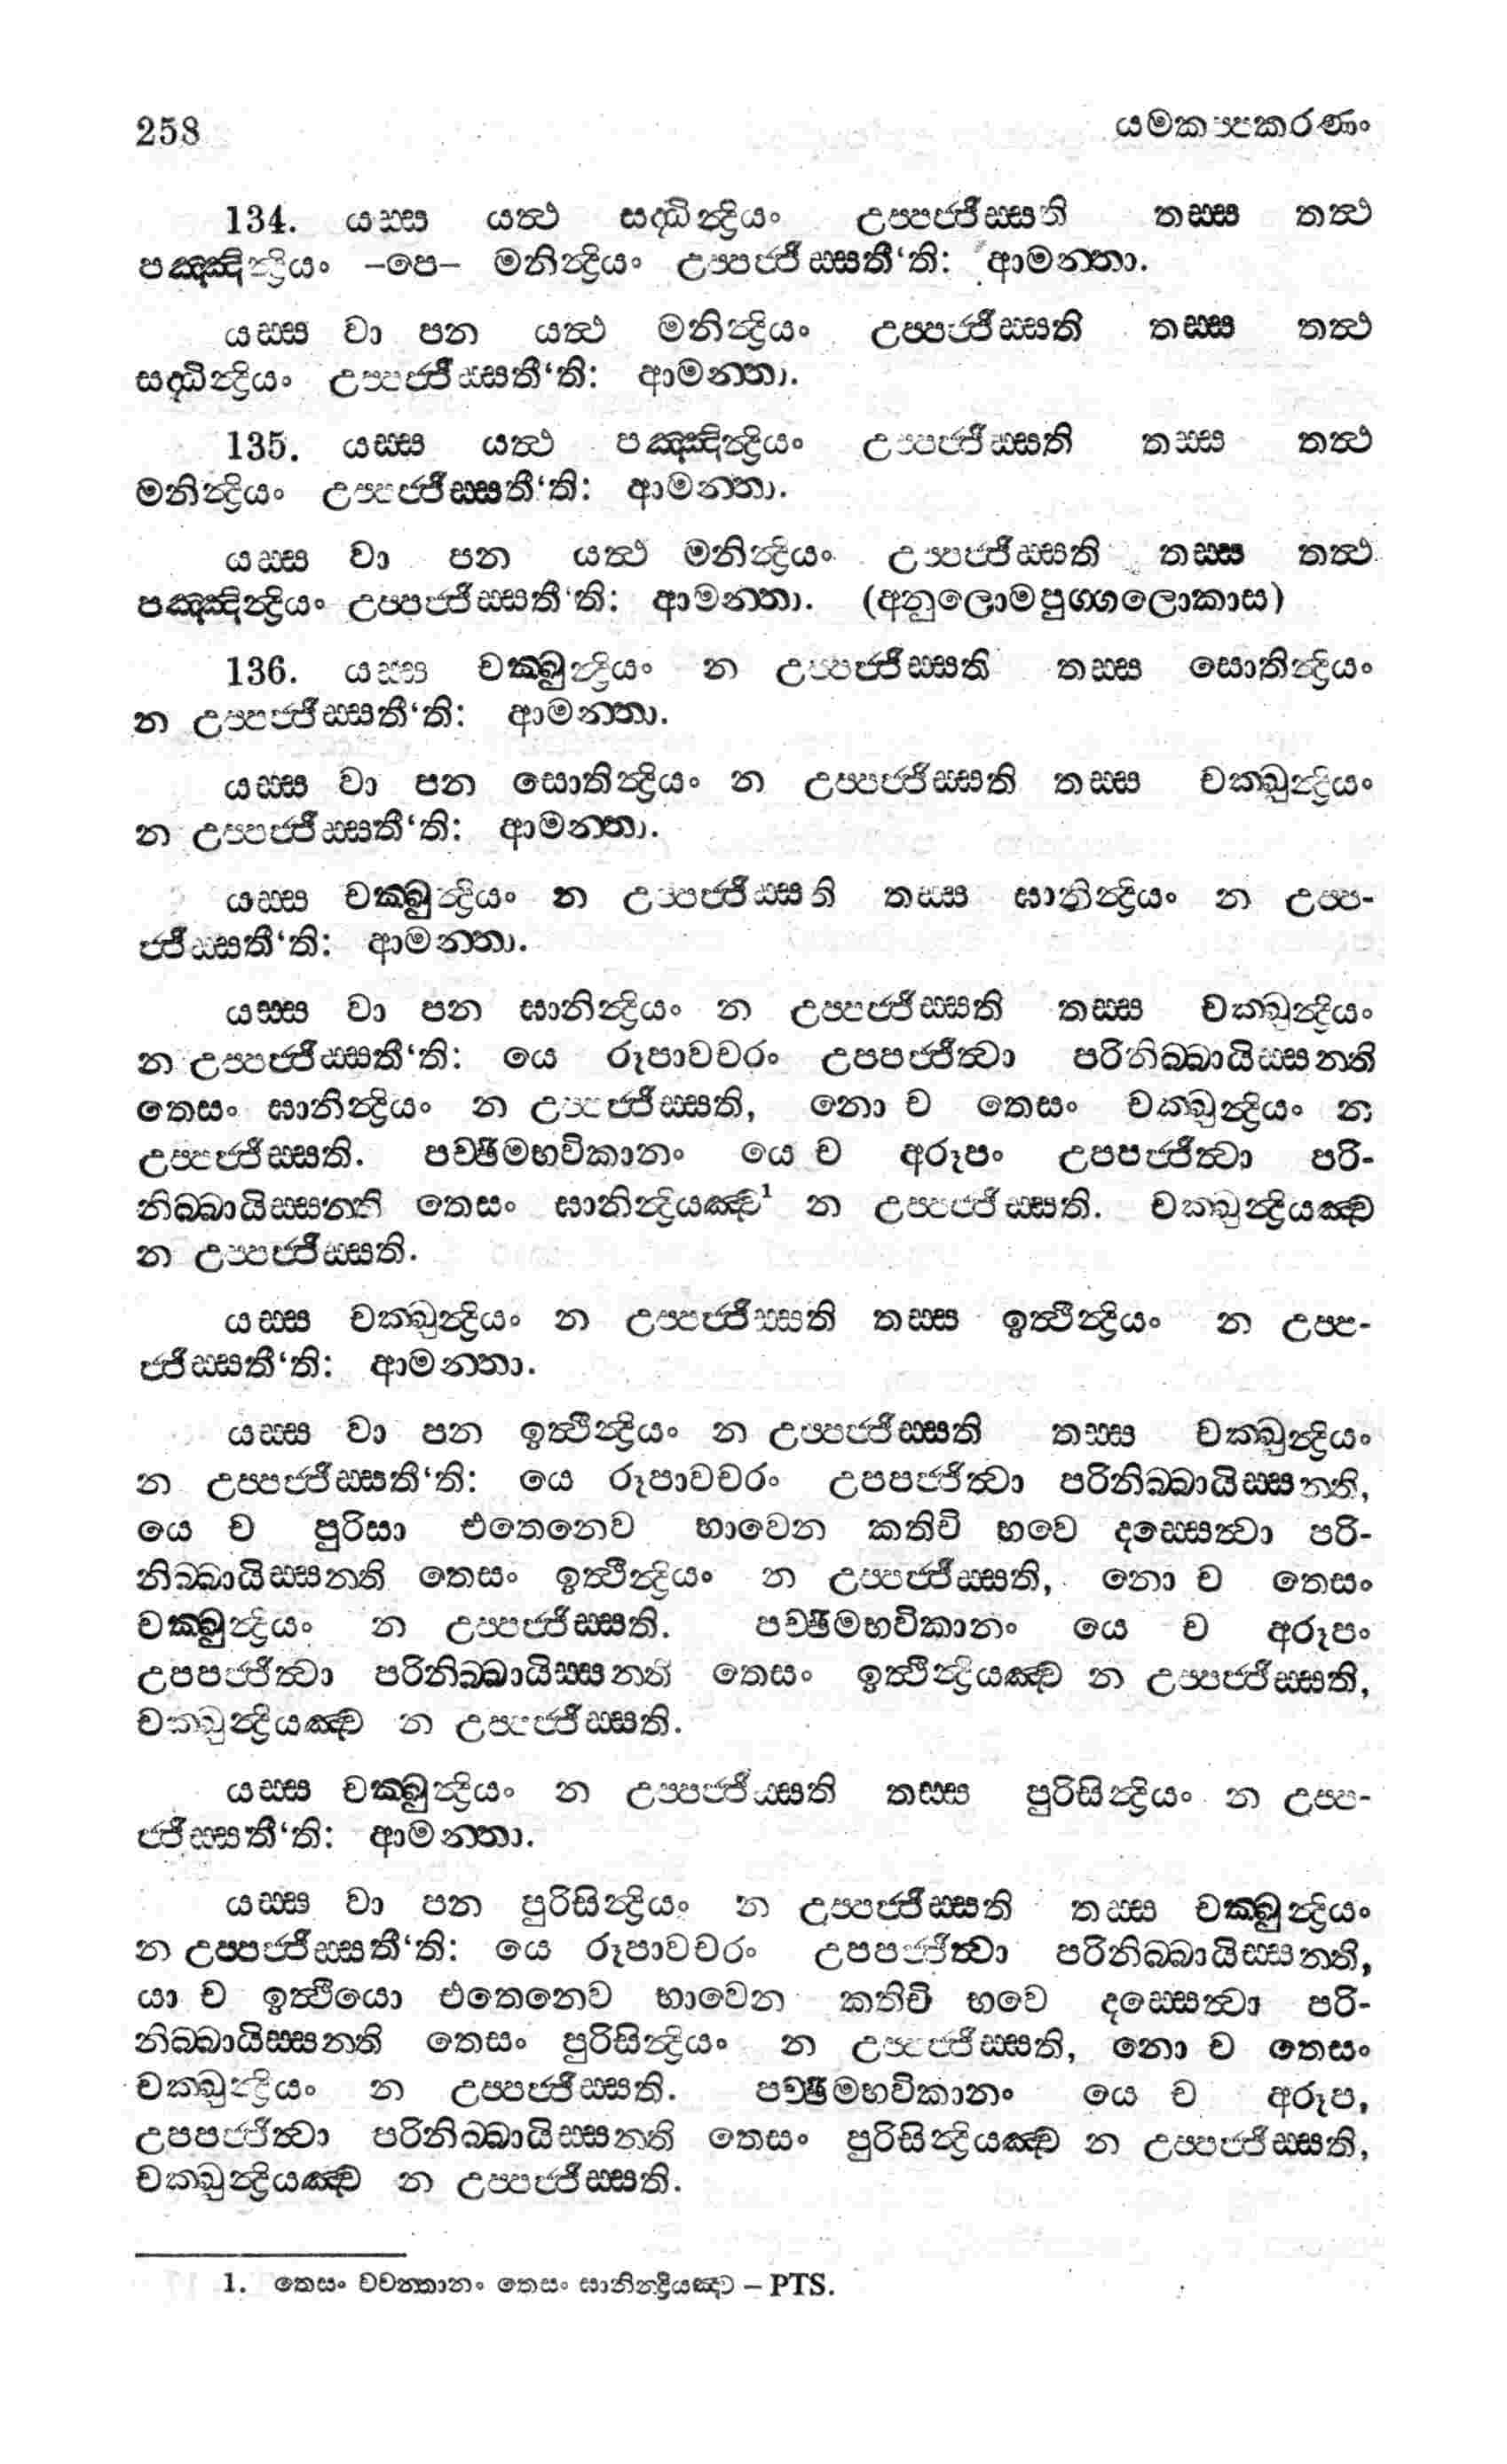 258 යමකප්පකරණං
134. යස්ස යත්ථ සද්ධින්ද්‍රියං උප්පජ්ජිස්සති තස්ස තත්ථ
පඤ්ඤින්ද්‍රියං –පෙ– මනින්ද්‍රියං උප්පජ්ජිස්සතී‘ති: ආමන්තා.
යස්ස වා පන යත්ථ මනින්ද්‍රියං උප්පජ්ජිස්සති තස්ස තත්ථ
සද්ධින්ද්‍රියං උප්පජ්ජිස්සතී‘ති: ආමන්තා.
135. යස්ස යත්ථ පඤ්ඤින්ද්‍රියං උප්පජ්ජිස්සති තස්ස තත්ථ
මනින්ද්‍රියං උප්පජ්ජිස්සතී‘ති: ආමන්තා.
යස්ස වා පන යත්ථ මනින්ද්‍රියං උප්පජ්ජිස්සති තස්ස තත්ථ
පඤ්ඤින්ද්‍රියං උප්පජ්ජිස්සතී‘ති: ආමන්තා. (අනුලොමපුග්ගලොකාස)
136. යස්ස චක්ඛුන්ද්‍රියං න උප්පජ්ජිස්සති තස්ස සොතින්ද්‍රියං
න උප්පජ්ජිස්සතී‘ති: ආමන්තා.
යස්ස වා පන සොතින්ද්‍රියං න උප්පජ්ජිස්සති තස්ස චක්ඛුන්ද්‍රියං
න උප්පජ්ජිස්සතී‘ති: ආමන්තා.
යස්ස චක්ඛුන්ද්‍රියං න උප්පජ්ජිස්සති තස්ස ඝානින්ද්‍රියං න උප්ප-
ජ්ජිස්සතී‘ති: ආමන්තා.
යස්ස වා පන ඝානින්ද්‍රියං න උප්පජ්ජිස්සති තස්ස චක්ඛුන්ද්‍රියං
න උප්පජ්ජිස්සතී‘ති: යෙ රූපාවචරං උපපජ්ජිත්වා පරිනිබ්බායිස්සන්ති
තෙසං ඝානින්ද්‍රියං න උප්පජ්ජිස්සති, නො ච තෙසං චක්ඛුන්ද්‍රියං න
උප්පජ්ජිස්සති. පච්ඡිමභවිකානං යෙ ච අරූපං උපපජ්ජිත්වා පරි-
නිබ්බායිස්සන්ති තෙසං ඝානින්ද්‍රියඤ්ච¹ න උප්පජ්ජිස්සති. චක්ඛුන්ද්‍රියඤ්ච
න උප්පජ්ජිස්සති.
යස්ස චක්ඛුන්ද්‍රියං න උප්පජ්ජිස්සති තස්ස ඉත්ථින්ද්‍රියං න උප්ප-
ජ්ජිස්සතී‘ති: ආමන්තා.
යස්ස වා පන ඉත්ථින්ද්‍රියං න උප්පජ්ජිස්සති තස්ස චක්ඛුන්ද්‍රියං
න උප්පජ්ජිස්සතී‘ති: යෙ රූපාවචරං උපපජ්ජිත්වා පරිනිබ්බායිස්සන්ති,
යෙ ච පුරිසා එතෙනෙව භාවෙන කතිචි භවෙ දස්සෙත්වා පරි-
නිබ්බායිස්සන්ති තෙසං ඉත්ථින්ද්‍රියං න උප්පජ්ජිස්සති, නො ච තෙසං
චක්ඛුන්ද්‍රියං න උප්පජ්ජිස්සති. පච්ඡිමභවිකානං යෙ ච අරූපං
උපපජ්ජිත්වා පරිනිබ්බායිස්සන්ති තෙසං ඉත්ථින්ද්‍රියඤ්ච න උප්පජ්ජිස්සති,
චක්ඛුන්ද්‍රියඤ්ච න උප්පජ්ජිස්සති.
යස්ස චක්ඛුන්ද්‍රියං න උප්පජ්ජිස්සති තස්ස පුරිසින්ද්‍රියං න උප්ප-
ජ්ජිස්සතී‘ති: ආමන්තා.
යස්ස වා පන පුරිසින්ද්‍රියං න උප්පජ්ජිස්සති තස්ස චක්ඛුන්ද්‍රියං
න උප්පජ්ජිස්සතී‘ති: යෙ රූපාවචරං උපපජ්ජිත්වා පරිනිබ්බායිස්සන්ති,
යා ච ඉත්ථියො එතෙනෙව භාවෙන කතිචි භවෙ දස්සෙත්වා පරි-
නිබ්බායිස්සන්ති තෙසං පුරිසින්ද්‍රියං න උප්පජ්ජිස්සති, නො ච තෙසං
චක්ඛුන්ද්‍රියං න උප්පජ්ජිස්සති. පච්ඡිමභවිකානං යෙ ච අරූප,
උපපජ්ජිත්වා පරිනිබ්බායිස්සන්ති තෙසං පුරිසින්ද්‍රියඤ්ච න උප්පජ්ජිස්සති,
චක්ඛුන්ද්‍රියඤ්ච න උප්පජ්ජිස්සති.
1. තෙසං චවන්තානං තෙසං ඝානින්ද්‍රියඤ්ච – PTS.